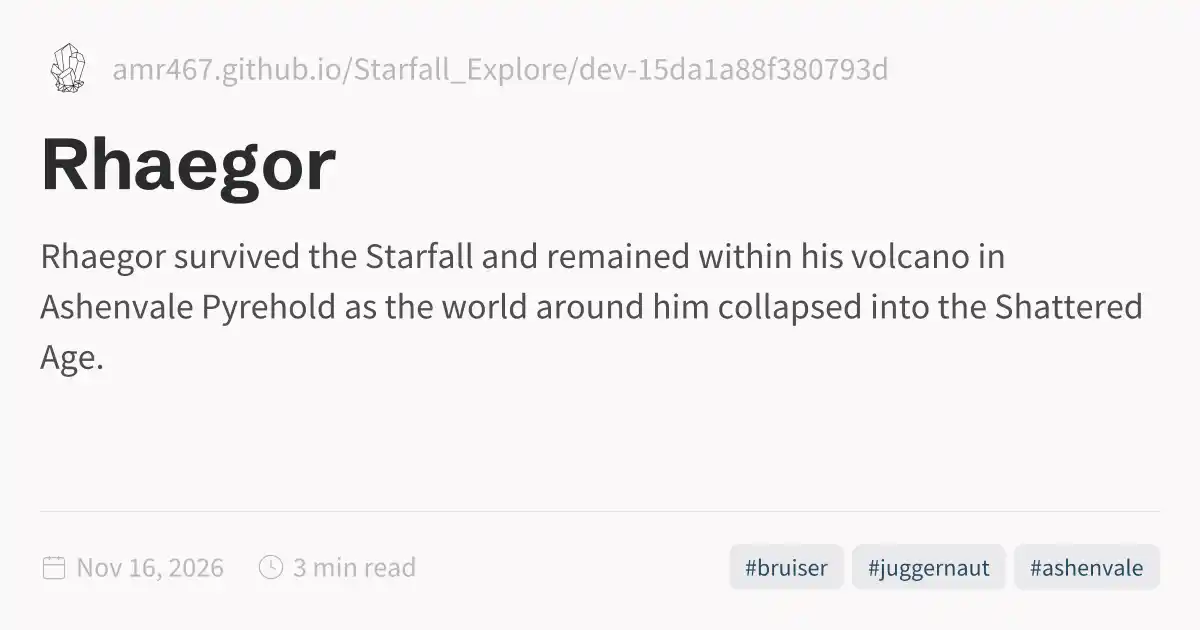 amr467.github.io/Starfall_Explore/dev-15da1a88f380793d
Rhaegor
Rhaegor survived the Starfall and remained within his volcano in
Ashenvale Pyrehold as the world around him collapsed into the Shattered
Age.
Nov 16, 2026 3 min read #bruiser #juggernaut #ashenvale